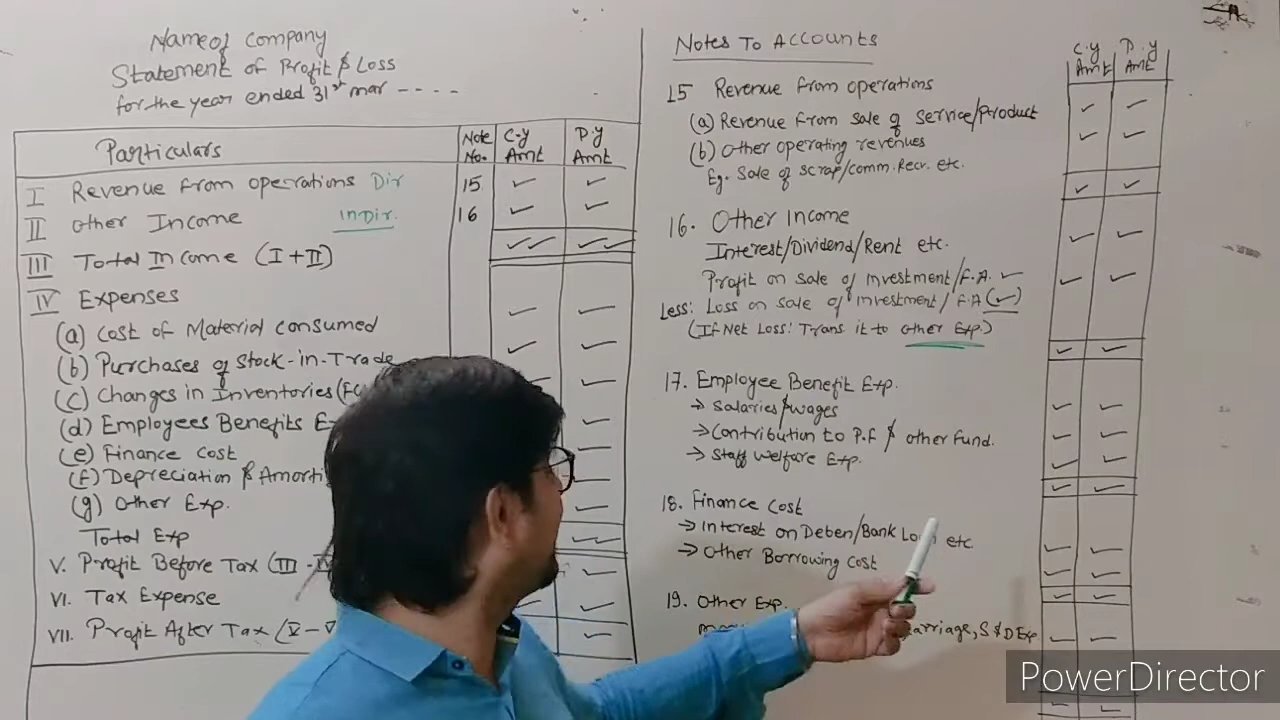 Name of Company
Statement of Profit & Loss
for the year ended 31st mar - - - -
Particulars
Note No.
C.y Amt
P.y Amt
I Revenue from operations Dir 15
II Other Income InDir. 16
III Total Income (I+II)
IV Expenses
(a) Cost of Material consumed
(b) Purchases of Stock-in-Trade
(c) Changes in Inventories
(d) Employees Benefits
(e) Finance cost
(f) Depreciation &
(g) Other Exp.
Total Exp
V. Profit Before Tax (III -
VI. Tax Expense
VII. Profit After Tax (V-
Notes To Accounts
C.y Amt
P.y Amt
15 Revenue from operations
(a) Revenue from sale of service/product
(b) Other operating revenues
Eg. Sale of scrap/comm. Recv. etc.
16. Other Income
Interest/Dividend/Rent etc.
Profit on sale of investment/F.A.
Less: Loss on sale of investment/F.A
(If Net Loss: Trans it to other Exp.)
17. Employee Benefit Exp.
→ Salaries & wages
→ Contribution to P.F & other Fund.
→ Staff Welfare Exp.
18. Finance Cost
→ Interest on Deben/Bank etc
→ Other Borrowing Cost
19. Other Exp.
S & D Exp
PowerDirector